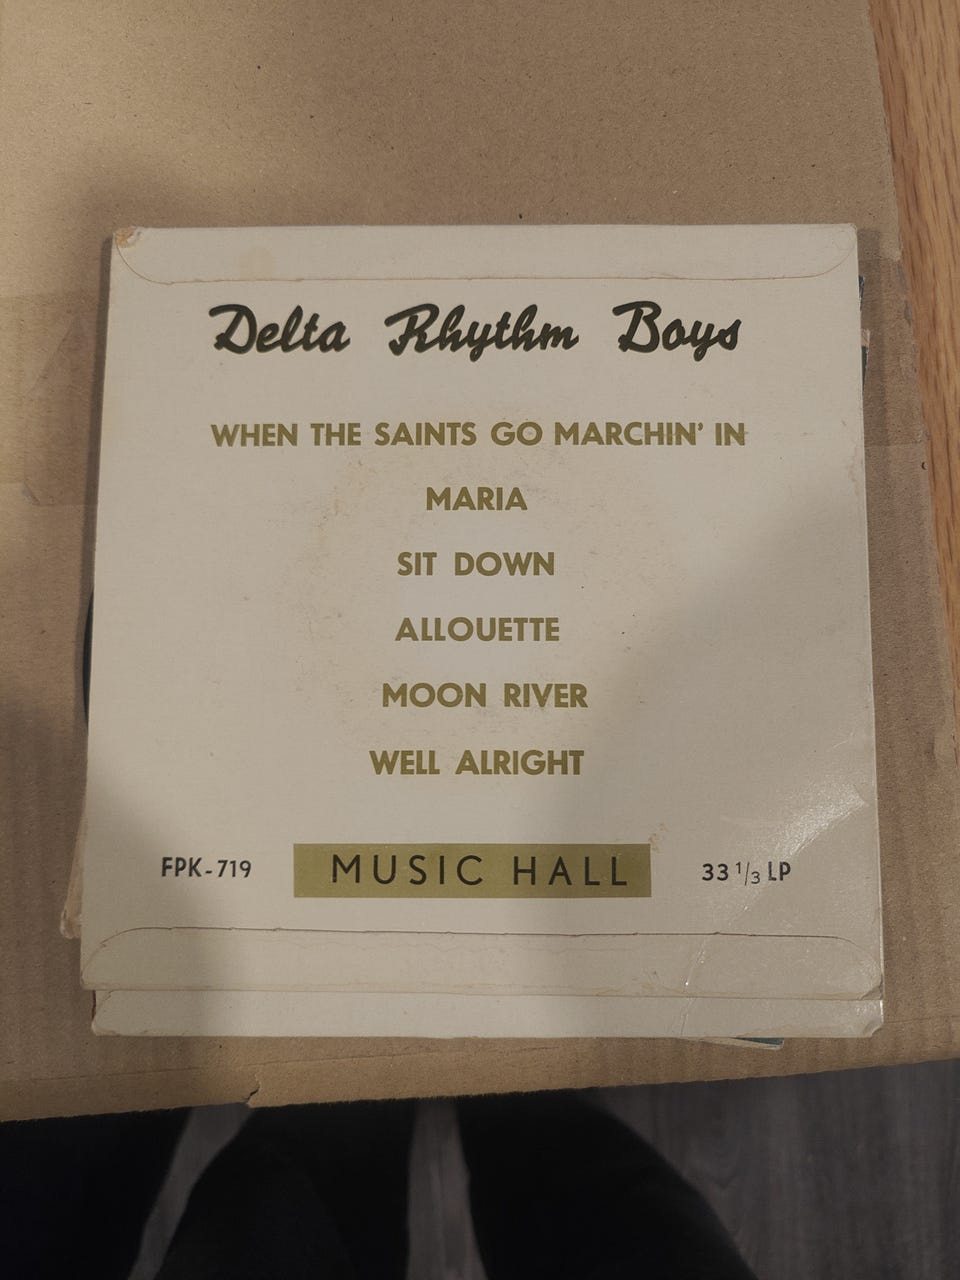 Delta Rhythm Boys
WHEN THE SAINTS GO MARCHIN' IN
MARIA
SIT DOWN
ALLOUETTE
MOON RIVER
WELL ALRIGHT
FPK-719 MUSIC HALL 33 1/3 LP